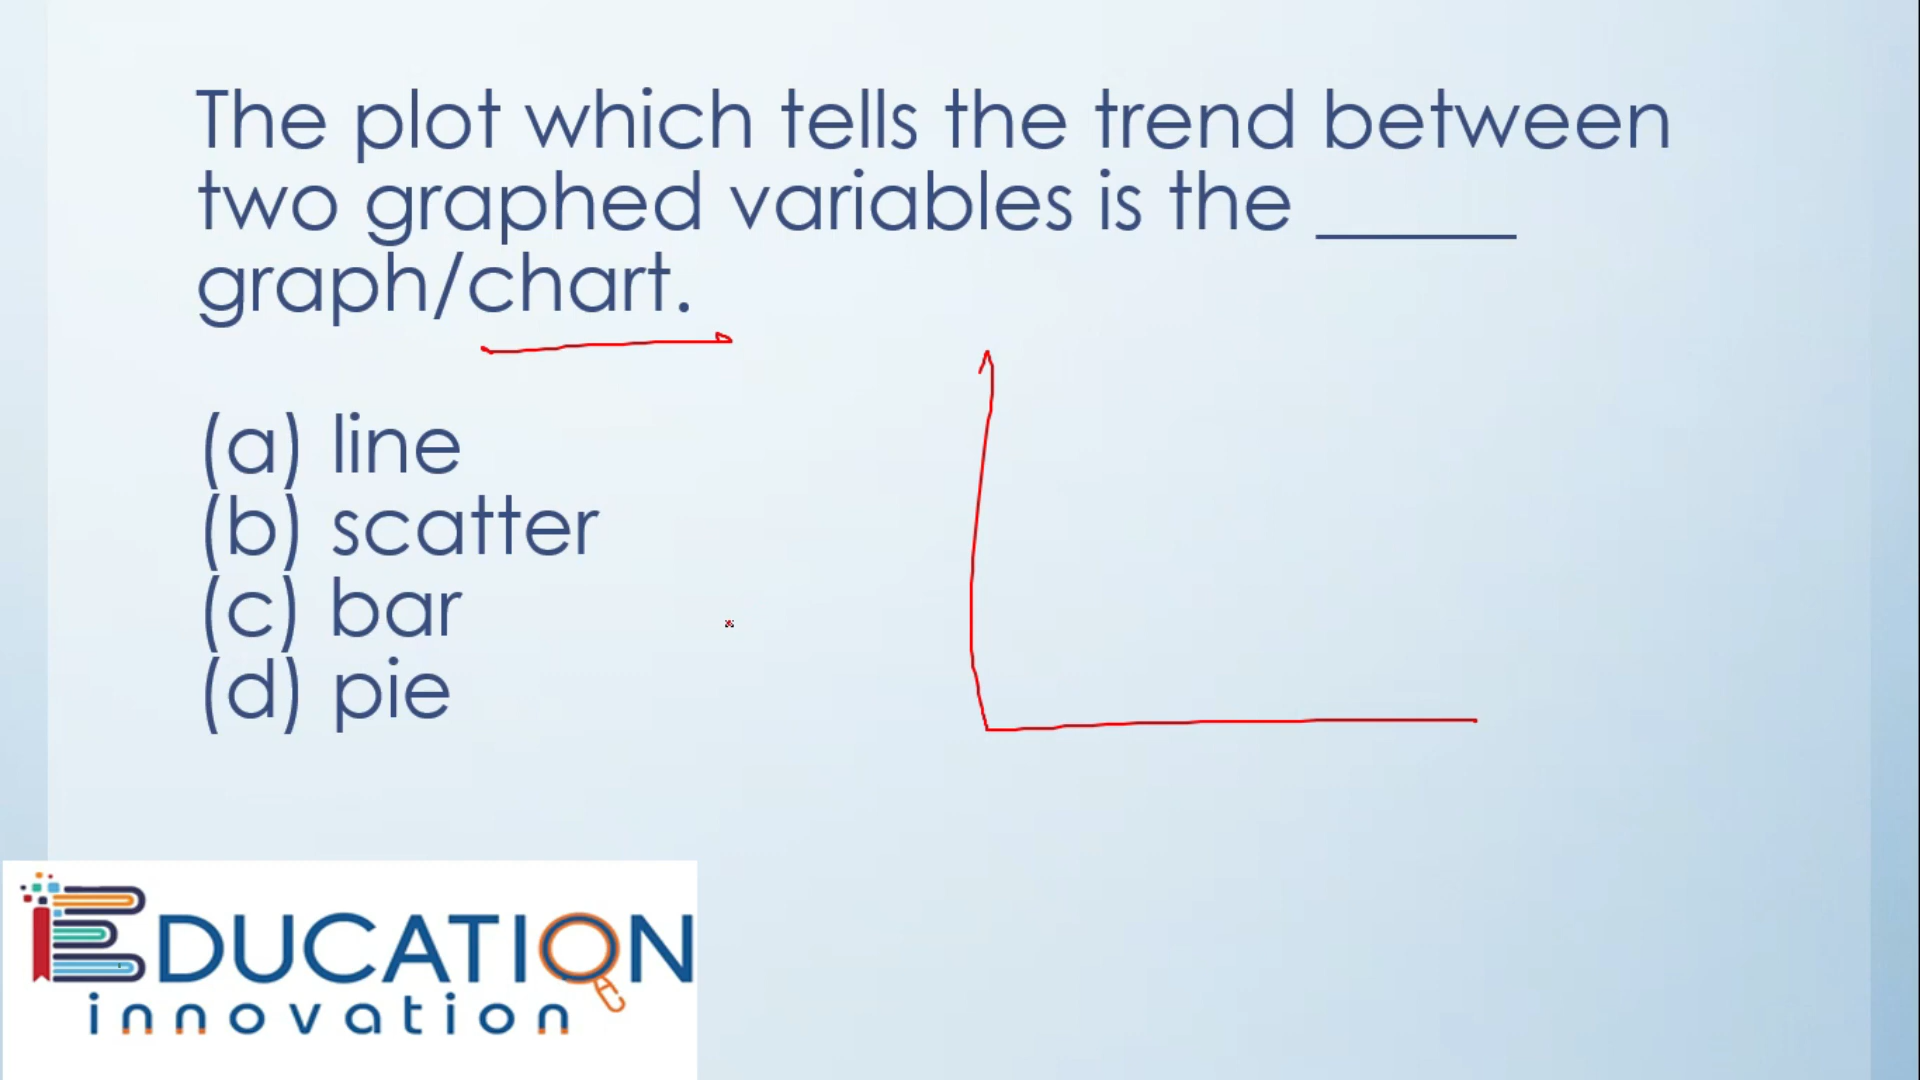 The plot which tells the trend between
two graphed variables is the _____
graph/chart.
(a) line
(b) scatter
(c) bar
(d) pie
EDUCATION
innovation